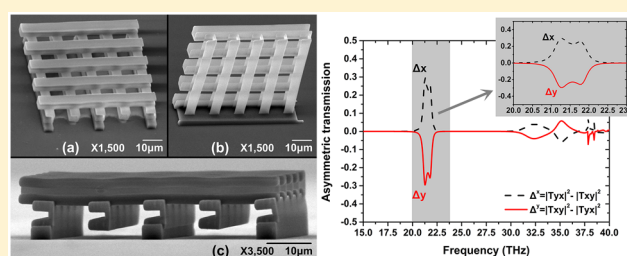 (a)
X1,500
10μm
(b)
X1,500
10μm
(c)
X3,500
10μm
Asymmetric transmission
0.5
0.4
0.3
0.2
0.1
0.0
-0.1
-0.2
-0.3
-0.4
-0.5
15.0 17.5 20.0 22.5 25.0 27.5 30.0 32.5 35.0 37.5 40.0
Frequency (THz)
Δx
Δy
Δˣ=|Tyx|²- |Txy|²
Δʸ=|Txy|²- |Tyx|²
Δx
Δy
0.4
0.2
0.0
-0.2
-0.4
20.0 20.5 21.0 21.5 22.0 22.5